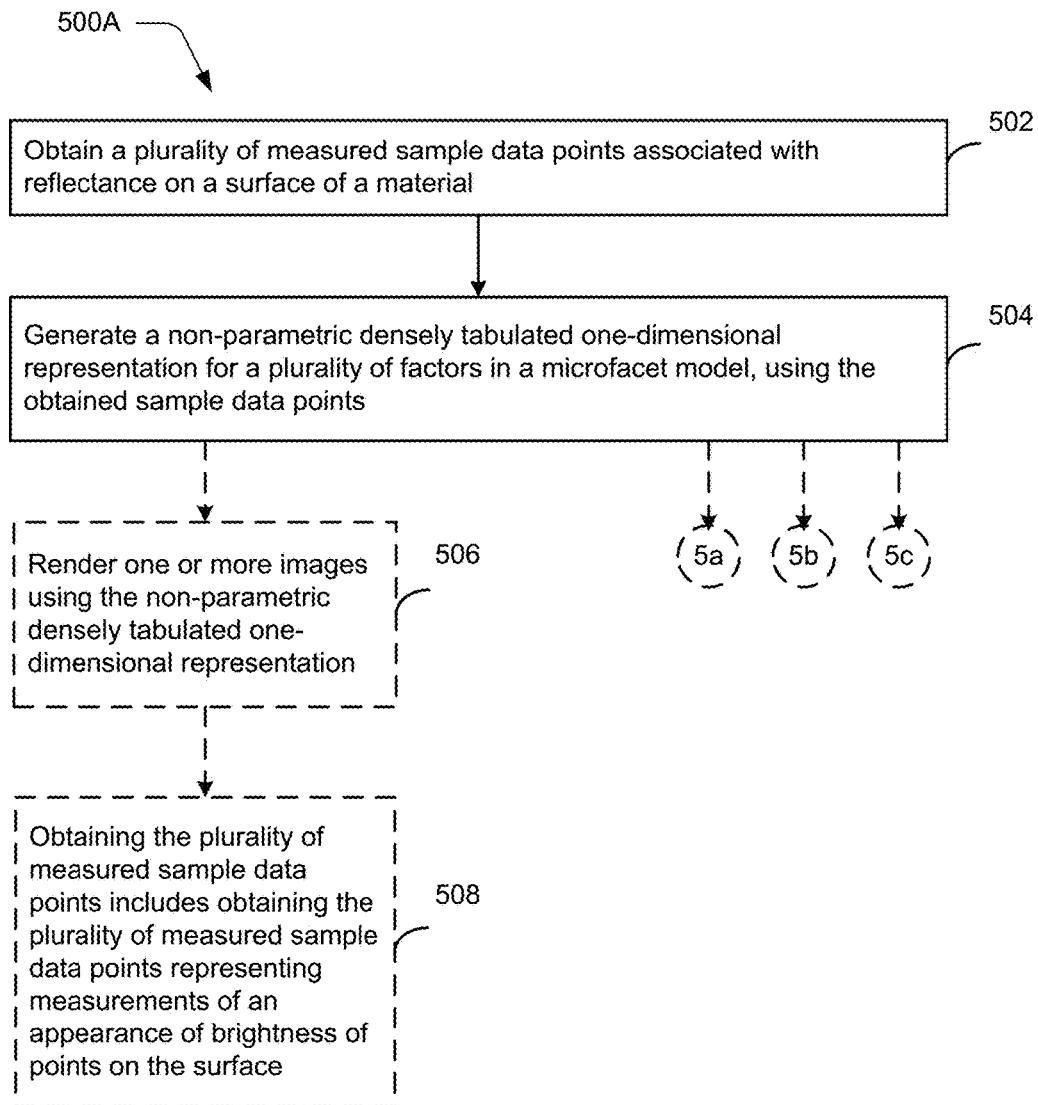 500A
502
Obtain a plurality of measured sample data points associated with
reflectance on a surface of a material
504
Generate a non-parametric densely tabulated one-dimensional
representation for a plurality of factors in a microfacet model, using the
obtained sample data points
506
Render one or more images
using the non-parametric
densely tabulated one-
dimensional representation
5a
5b
5c
508
Obtaining the plurality of
measured sample data
points includes obtaining the
plurality of measured sample
data points representing
measurements of an
appearance of brightness of
points on the surface